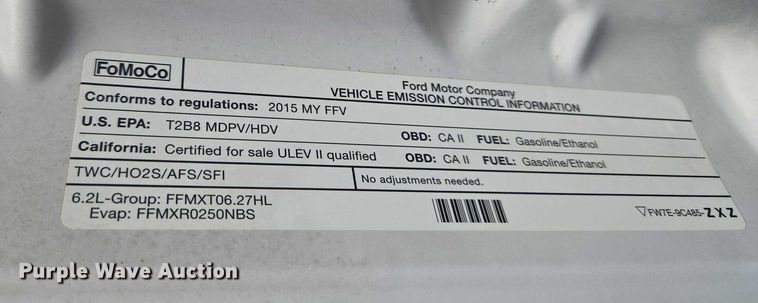 FoMoCo
Ford Motor Company
VEHICLE EMISSION CONTROL INFORMATION
Conforms to regulations: 2015 MY FFV
U.S. EPA: T2B8 MDPV/HDV OBD: CA II FUEL: Gasoline/Ethanol
California: Certified for sale ULEV II qualified OBD: CA II FUEL: Gasoline/Ethanol
TWC/HO2S/AFS/SFI No adjustments needed.
6.2L-Group: FFMXT06.27HL
Evap: FFMXR0250NBS
FW7E-9C485-ZXZ
Purple Wave Auction